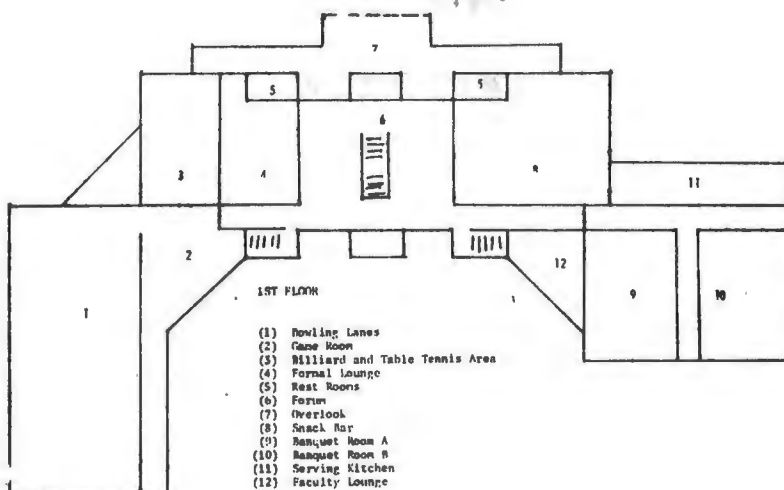 7
5
5
6
3
4
8
11
2
12
1
9
10
1ST FLOOR
(1) Bowling Lanes
(2) Game Room
(3) Billiard and Table Tennis Area
(4) Formal Lounge
(5) Rest Rooms
(6) Forum
(7) Overlook
(8) Snack Bar
(9) Banquet Room A
(10) Banquet Room B
(11) Serving Kitchen
(12) Faculty Lounge